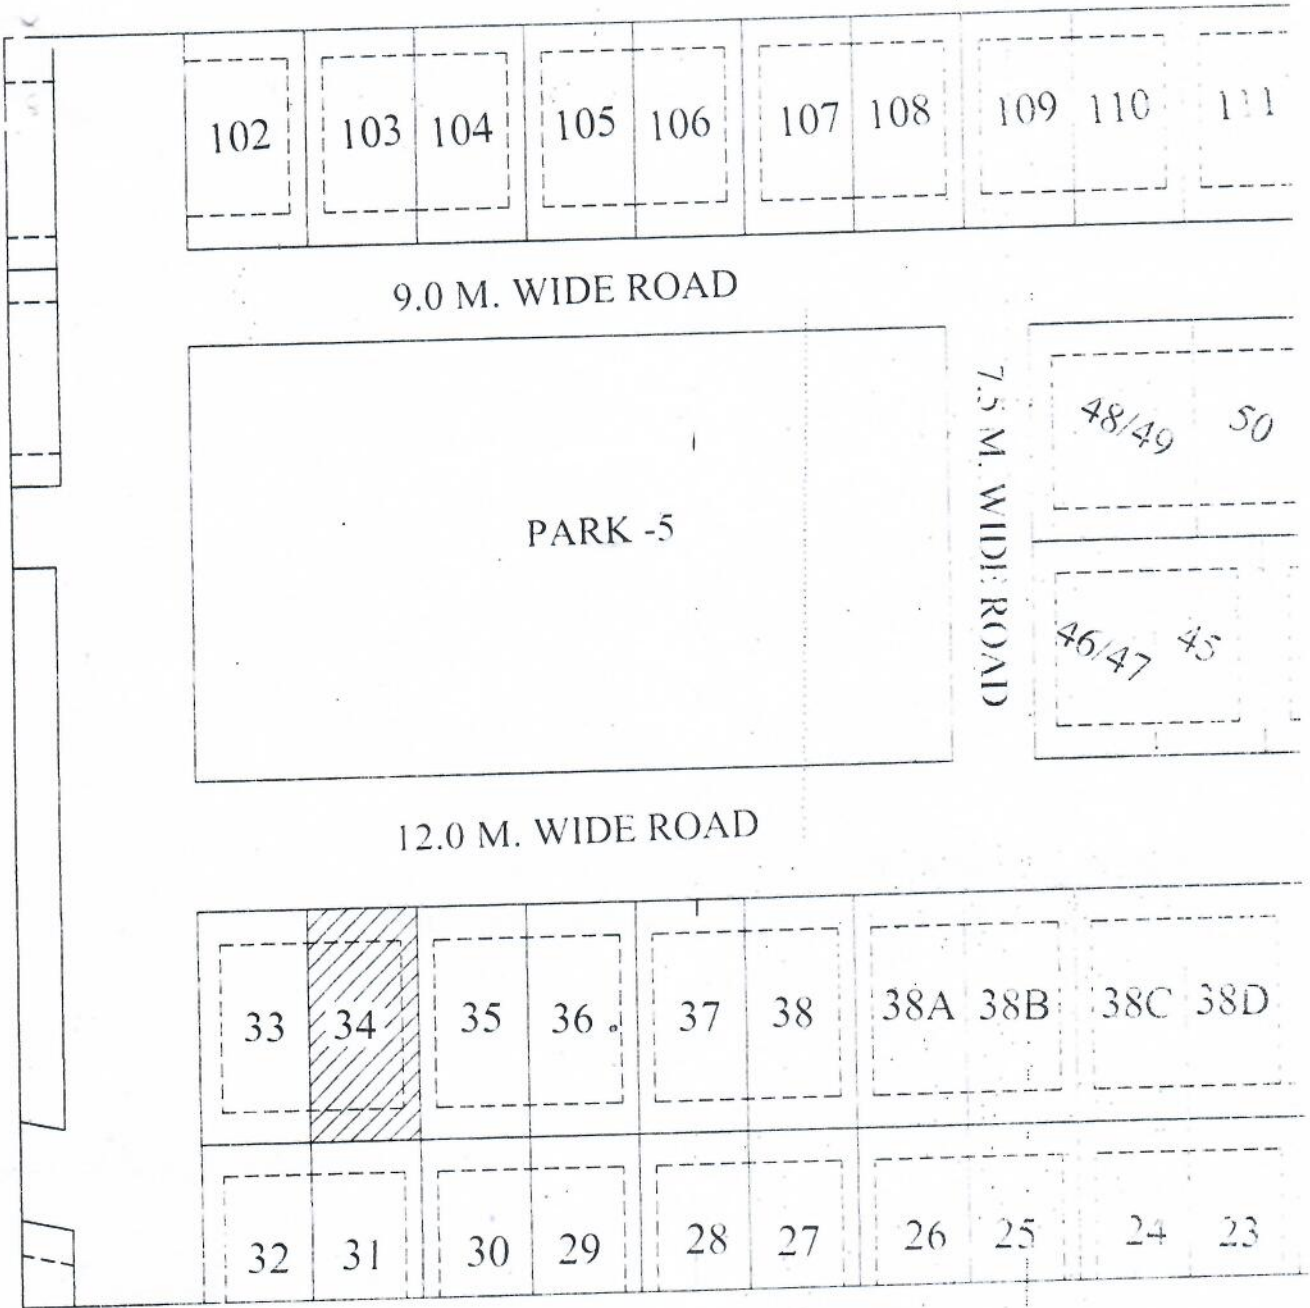 102 103 104 105 106 107 108 109 110 111
9.0 M. WIDE ROAD
7.5 M. WIDE ROAD
48/49 50
PARK -5
46/47 45
12.0 M. WIDE ROAD
33 34 35 36 37 38 38A 38B 38C 38D
32 31 30 29 28 27 26 25 24 23